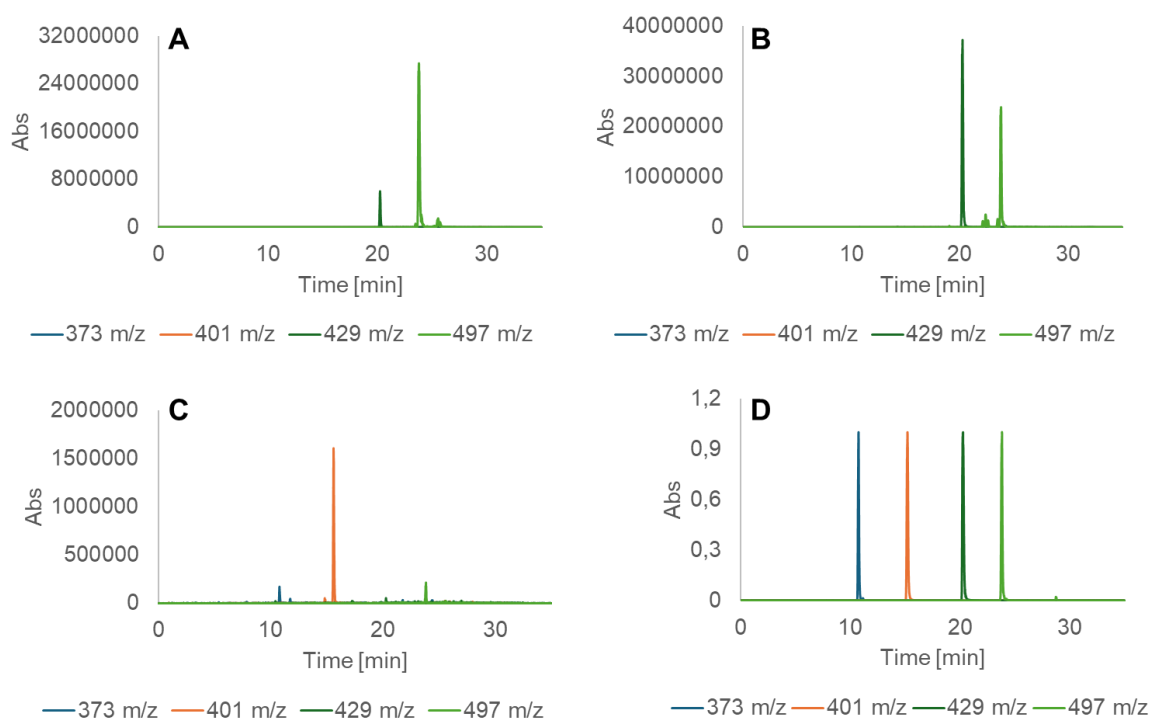 A
32000000
24000000
16000000
8000000
0
Abs
0 10 20 30
Time [min]
373 m/z 401 m/z 429 m/z 497 m/z
B
40000000
30000000
20000000
10000000
0
Abs
0 10 20 30
Time [min]
373 m/z 401 m/z 429 m/z 497 m/z
C
2000000
1500000
1000000
500000
0
Abs
0 10 20 30
Time [min]
373 m/z 401 m/z 429 m/z 497 m/z
D
1,2
0,9
0,6
0,3
0
Abs
0 10 20 30
Time [min]
373 m/z 401 m/z 429 m/z 497 m/z